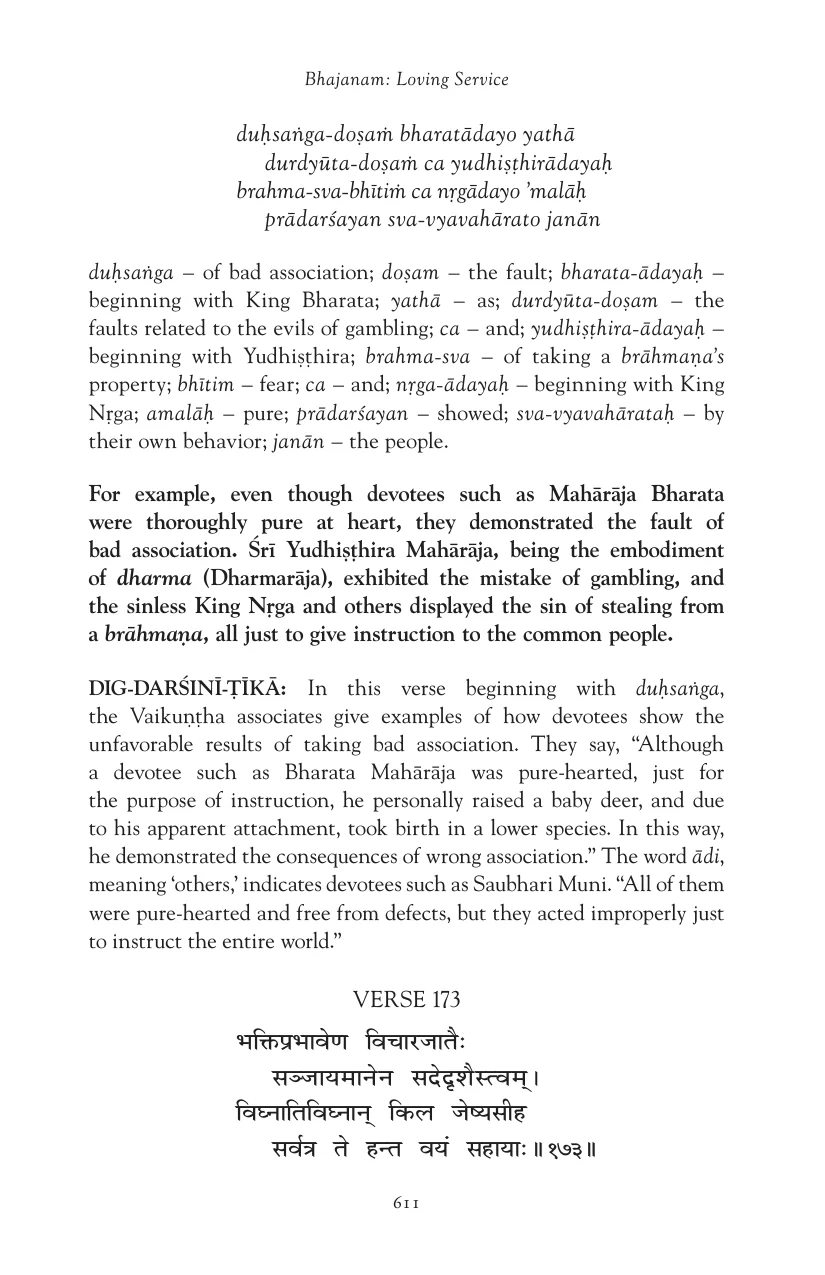 Bhajanam: Loving Service
duḥsaṅga-doṣaṁ bharatādayo yathā
durdyūta-doṣaṁ ca yudhiṣṭhirādayaḥ
brahma-sva-bhītiṁ ca nṛgādayo ’malāḥ
prādarśayan sva-vyavahārato janān
duḥsaṅga – of bad association; doṣam – the fault; bharata-ādayaḥ –
beginning with King Bharata; yathā – as; durdyūta-doṣam – the
faults related to the evils of gambling; ca – and; yudhiṣṭhira-ādayaḥ –
beginning with Yudhiṣṭhira; brahma-sva – of taking a brāhmaṇa’s
property; bhītim – fear; ca – and; nṛga-ādayaḥ – beginning with King
Nṛga; amalāḥ – pure; prādarśayan – showed; sva-vyavahārataḥ – by
their own behavior; janān – the people.
For example, even though devotees such as Mahārāja Bharata
were thoroughly pure at heart, they demonstrated the fault of
bad association. Śrī Yudhiṣṭhira Mahārāja, being the embodiment
of dharma (Dharmarāja), exhibited the mistake of gambling, and
the sinless King Nṛga and others displayed the sin of stealing from
a brāhmaṇa, all just to give instruction to the common people.
DIG-DARŚINĪ-ṬĪKĀ: In this verse beginning with duḥsaṅga,
the Vaikuṇṭha associates give examples of how devotees show the
unfavorable results of taking bad association. They say, “Although
a devotee such as Bharata Mahārāja was pure-hearted, just for
the purpose of instruction, he personally raised a baby deer, and due
to his apparent attachment, took birth in a lower species. In this way,
he demonstrated the consequences of wrong association.” The word ādi,
meaning ‘others,’ indicates devotees such as Saubhari Muni. “All of them
were pure-hearted and free from defects, but they acted improperly just
to instruct the entire world.”
VERSE 173
भक्तिप्रभावेण विचारजातैः
सञ्जायमानेन सदेदृशैस्त्वम्।
विघ्नातिविघ्नान् किल जेष्यसीह
सर्वत्र ते हन्त वयं सहायाः॥१७३॥
611